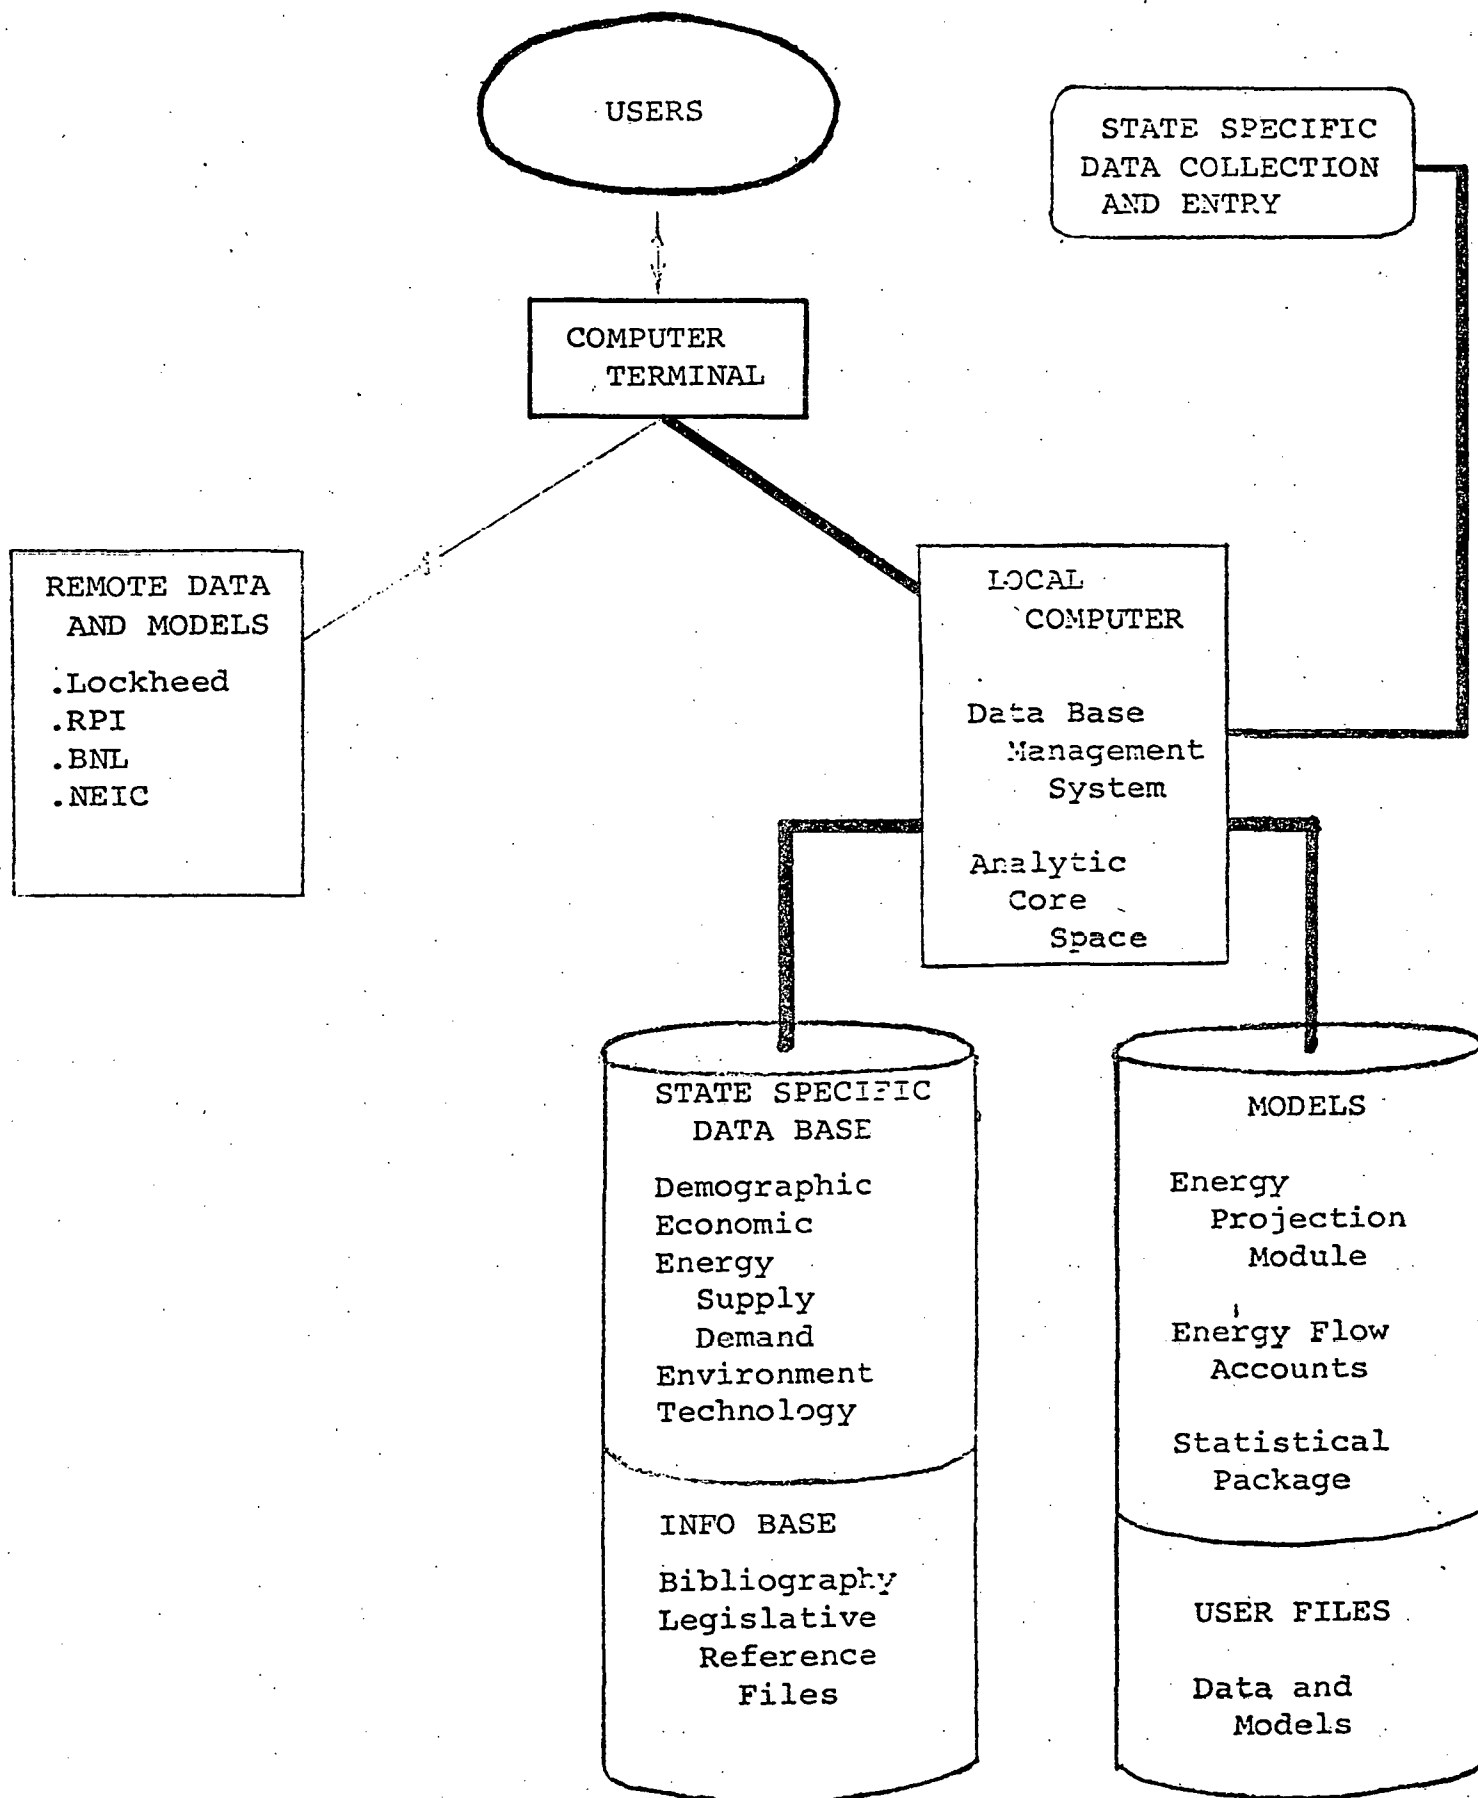 USERS
STATE SPECIFIC
DATA COLLECTION
AND ENTRY
COMPUTER
TERMINAL
REMOTE DATA
AND MODELS
.Lockheed
.RPI
.BNL
.NEIC
LOCAL
COMPUTER
Data Base
Management
System
Analytic
Core
Space
STATE SPECIFIC
DATA BASE
Demographic
Economic
Energy
Supply
Demand
Environment
Technology
INFO BASE
Bibliography
Legislative
Reference
Files
MODELS
Energy
Projection
Module
Energy Flow
Accounts
Statistical
Package
USER FILES
Data and
Models